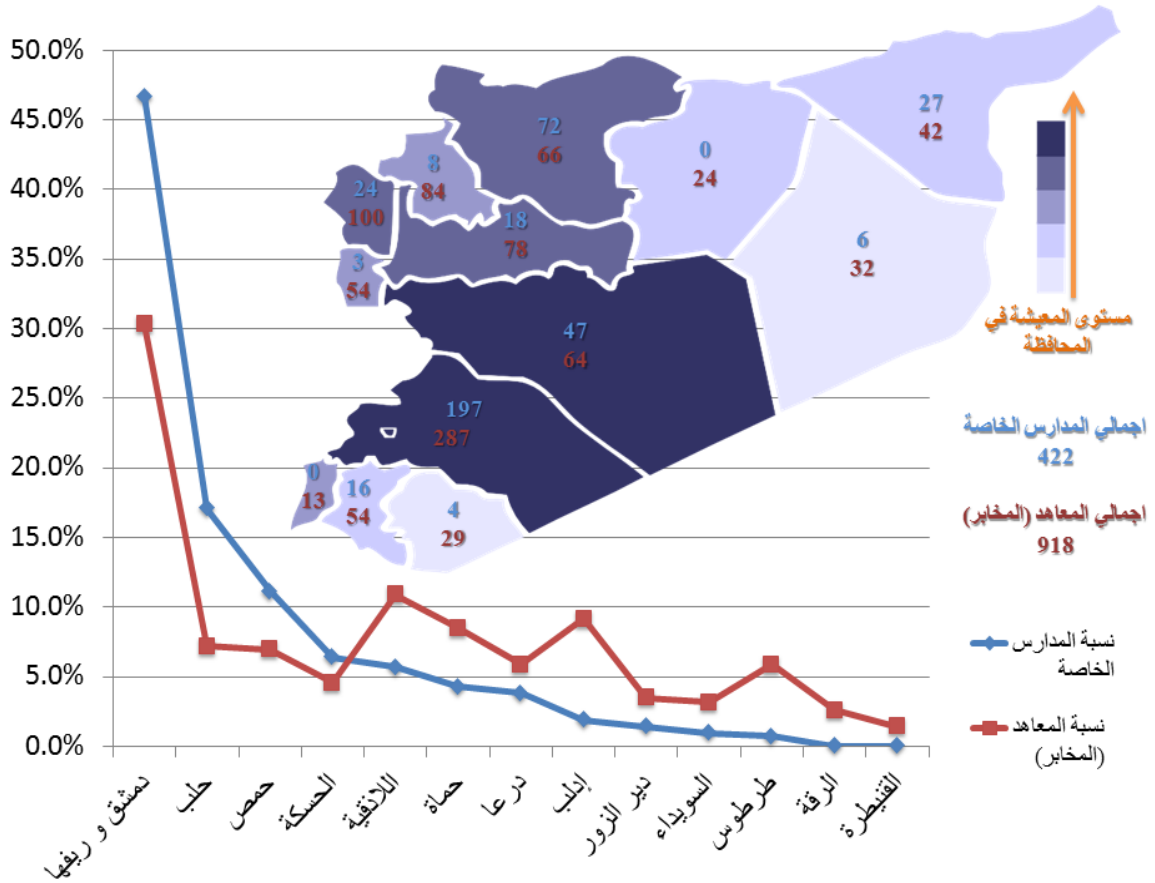 50.0%
45.0%
40.0%
35.0%
30.0%
25.0%
20.0%
15.0%
10.0%
5.0%
0.0%
27
42
72
66
0
24
8
84
24
100
18
78
6
32
3
54
47
64
197
287
0
13
16
54
4
29
مستوى المعيشة في
المحافظة
اجمالي المدارس الخاصة
422
اجمالي المعاهد (المخابر)
918
نسبة المدارس
الخاصة
نسبة المعاهد
(المخابر)
دمشق و ريفها
حلب
حمص
الحسكة
اللاذقية
حماة
درعا
إدلب
دير الزور
السويداء
طرطوس
الرقة
القنيطرة